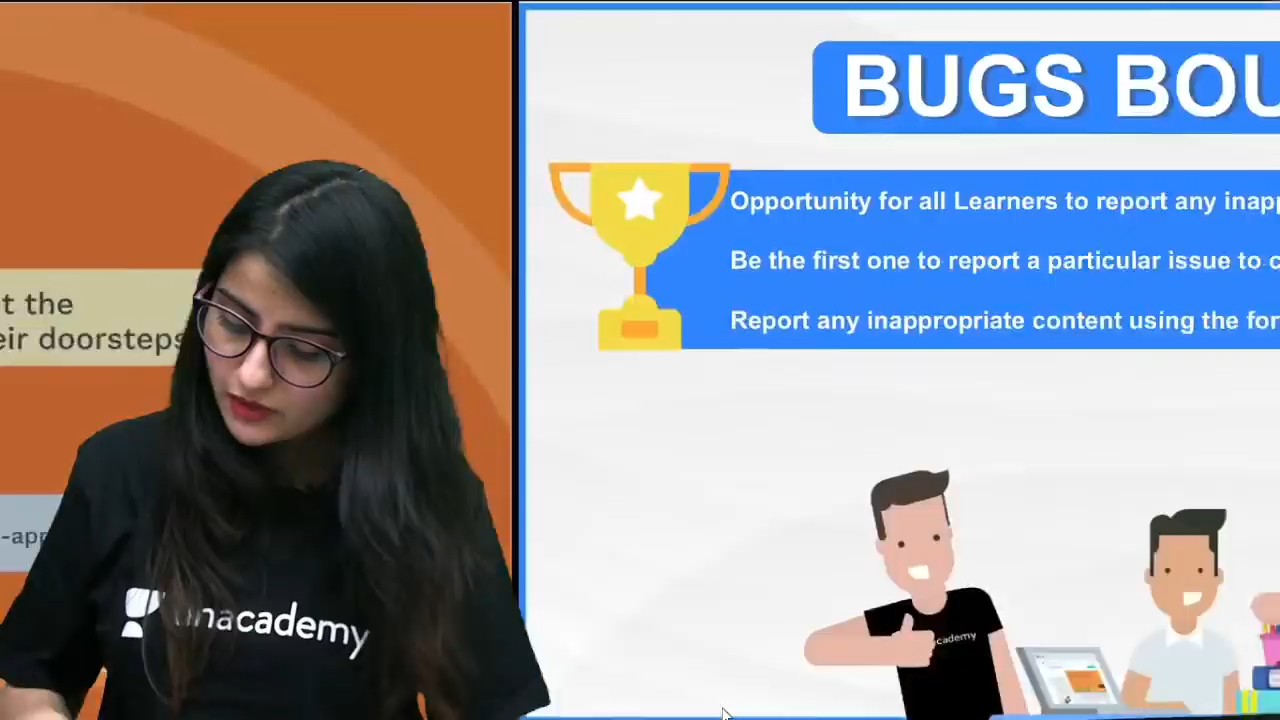 t the
eir doorsteps
-app
unacademy
BUGS BOU
Opportunity for all Learners to report any inapp
Be the first one to report a particular issue to c
Report any inappropriate content using the for
cademy